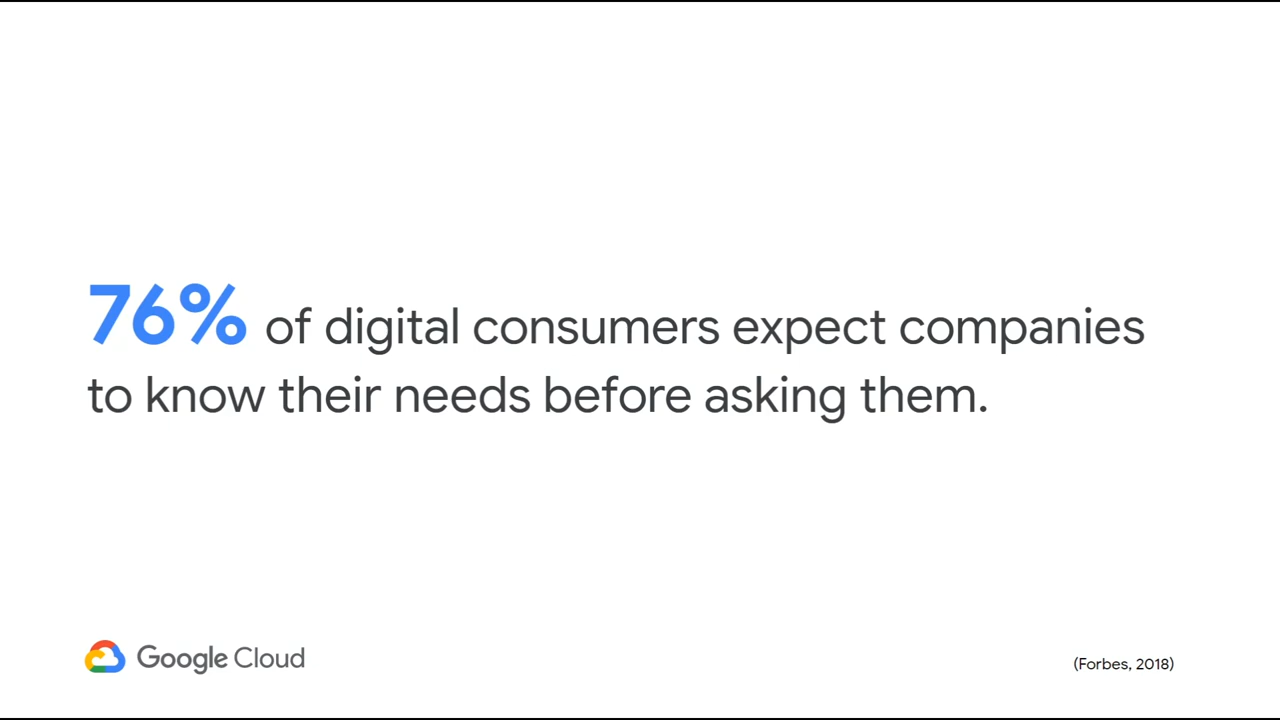 76% of digital consumers expect companies
to know their needs before asking them.
Google Cloud
(Forbes, 2018)